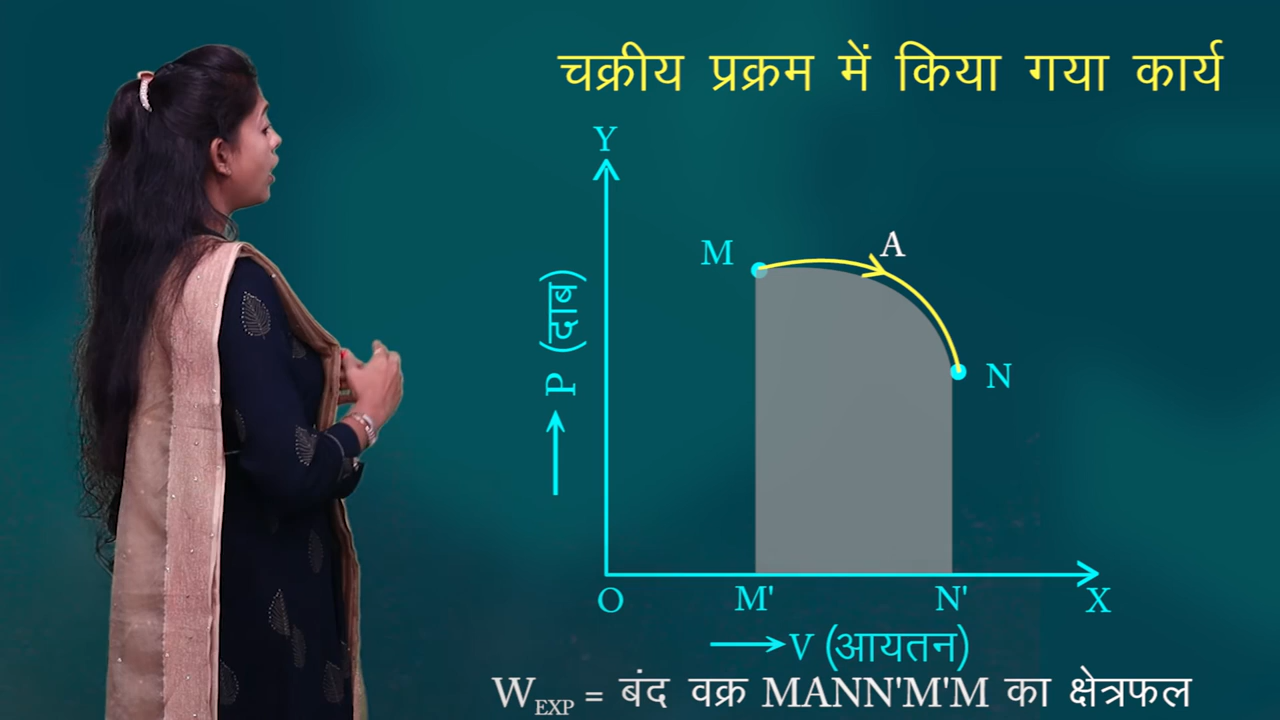 चक्रीय प्रक्रम में किया गया कार्य
Y
M
A
P (दाब)
N
O
M'
N'
X
V (आयतन)
W_EXP = बंद वक्र MANN'M'M का क्षेत्रफल